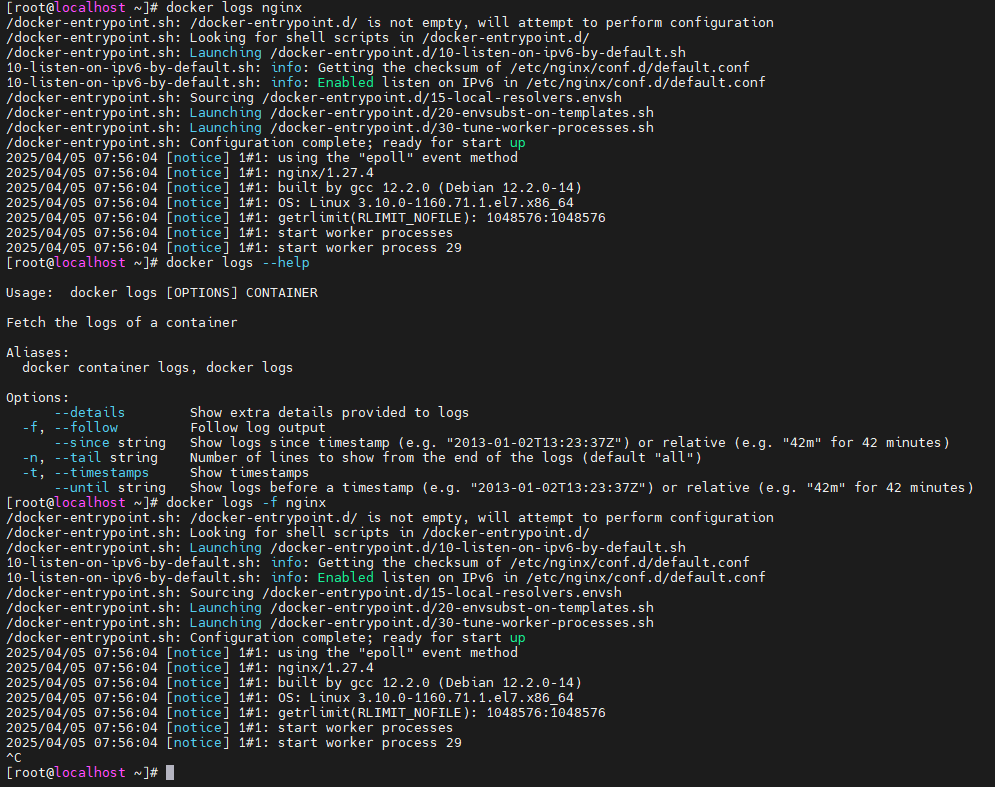 [root@localhost ~]# docker logs nginx
/docker-entrypoint.sh: /docker-entrypoint.d/ is not empty, will attempt to perform configuration
/docker-entrypoint.sh: Looking for shell scripts in /docker-entrypoint.d/
/docker-entrypoint.sh: Launching /docker-entrypoint.d/10-listen-on-ipv6-by-default.sh
10-listen-on-ipv6-by-default.sh: info: Getting the checksum of /etc/nginx/conf.d/default.conf
10-listen-on-ipv6-by-default.sh: info: Enabled listen on IPv6 in /etc/nginx/conf.d/default.conf
/docker-entrypoint.sh: Sourcing /docker-entrypoint.d/15-local-resolvers.envsh
/docker-entrypoint.sh: Launching /docker-entrypoint.d/20-envsubst-on-templates.sh
/docker-entrypoint.sh: Launching /docker-entrypoint.d/30-tune-worker-processes.sh
/docker-entrypoint.sh: Configuration complete; ready for start up
2025/04/05 07:56:04 [notice] 1#1: using the "epoll" event method
2025/04/05 07:56:04 [notice] 1#1: nginx/1.27.4
2025/04/05 07:56:04 [notice] 1#1: built by gcc 12.2.0 (Debian 12.2.0-14)
2025/04/05 07:56:04 [notice] 1#1: OS: Linux 3.10.0-1160.71.1.el7.x86_64
2025/04/05 07:56:04 [notice] 1#1: getrlimit(RLIMIT_NOFILE): 1048576:1048576
2025/04/05 07:56:04 [notice] 1#1: start worker processes
2025/04/05 07:56:04 [notice] 1#1: start worker process 29
[root@localhost ~]# docker logs --help

Usage:  docker logs [OPTIONS] CONTAINER

Fetch the logs of a container

Aliases:
  docker container logs, docker logs

Options:
      --details        Show extra details provided to logs
  -f, --follow         Follow log output
      --since string   Show logs since timestamp (e.g. "2013-01-02T13:23:37Z") or relative (e.g. "42m" for 42 minutes)
  -n, --tail string    Number of lines to show from the end of the logs (default "all")
  -t, --timestamps     Show timestamps
      --until string   Show logs before a timestamp (e.g. "2013-01-02T13:23:37Z") or relative (e.g. "42m" for 42 minutes)
[root@localhost ~]# docker logs -f nginx
/docker-entrypoint.sh: /docker-entrypoint.d/ is not empty, will attempt to perform configuration
/docker-entrypoint.sh: Looking for shell scripts in /docker-entrypoint.d/
/docker-entrypoint.sh: Launching /docker-entrypoint.d/10-listen-on-ipv6-by-default.sh
10-listen-on-ipv6-by-default.sh: info: Getting the checksum of /etc/nginx/conf.d/default.conf
10-listen-on-ipv6-by-default.sh: info: Enabled listen on IPv6 in /etc/nginx/conf.d/default.conf
/docker-entrypoint.sh: Sourcing /docker-entrypoint.d/15-local-resolvers.envsh
/docker-entrypoint.sh: Launching /docker-entrypoint.d/20-envsubst-on-templates.sh
/docker-entrypoint.sh: Launching /docker-entrypoint.d/30-tune-worker-processes.sh
/docker-entrypoint.sh: Configuration complete; ready for start up
2025/04/05 07:56:04 [notice] 1#1: using the "epoll" event method
2025/04/05 07:56:04 [notice] 1#1: nginx/1.27.4
2025/04/05 07:56:04 [notice] 1#1: built by gcc 12.2.0 (Debian 12.2.0-14)
2025/04/05 07:56:04 [notice] 1#1: OS: Linux 3.10.0-1160.71.1.el7.x86_64
2025/04/05 07:56:04 [notice] 1#1: getrlimit(RLIMIT_NOFILE): 1048576:1048576
2025/04/05 07:56:04 [notice] 1#1: start worker processes
2025/04/05 07:56:04 [notice] 1#1: start worker process 29
^C
[root@localhost ~]#